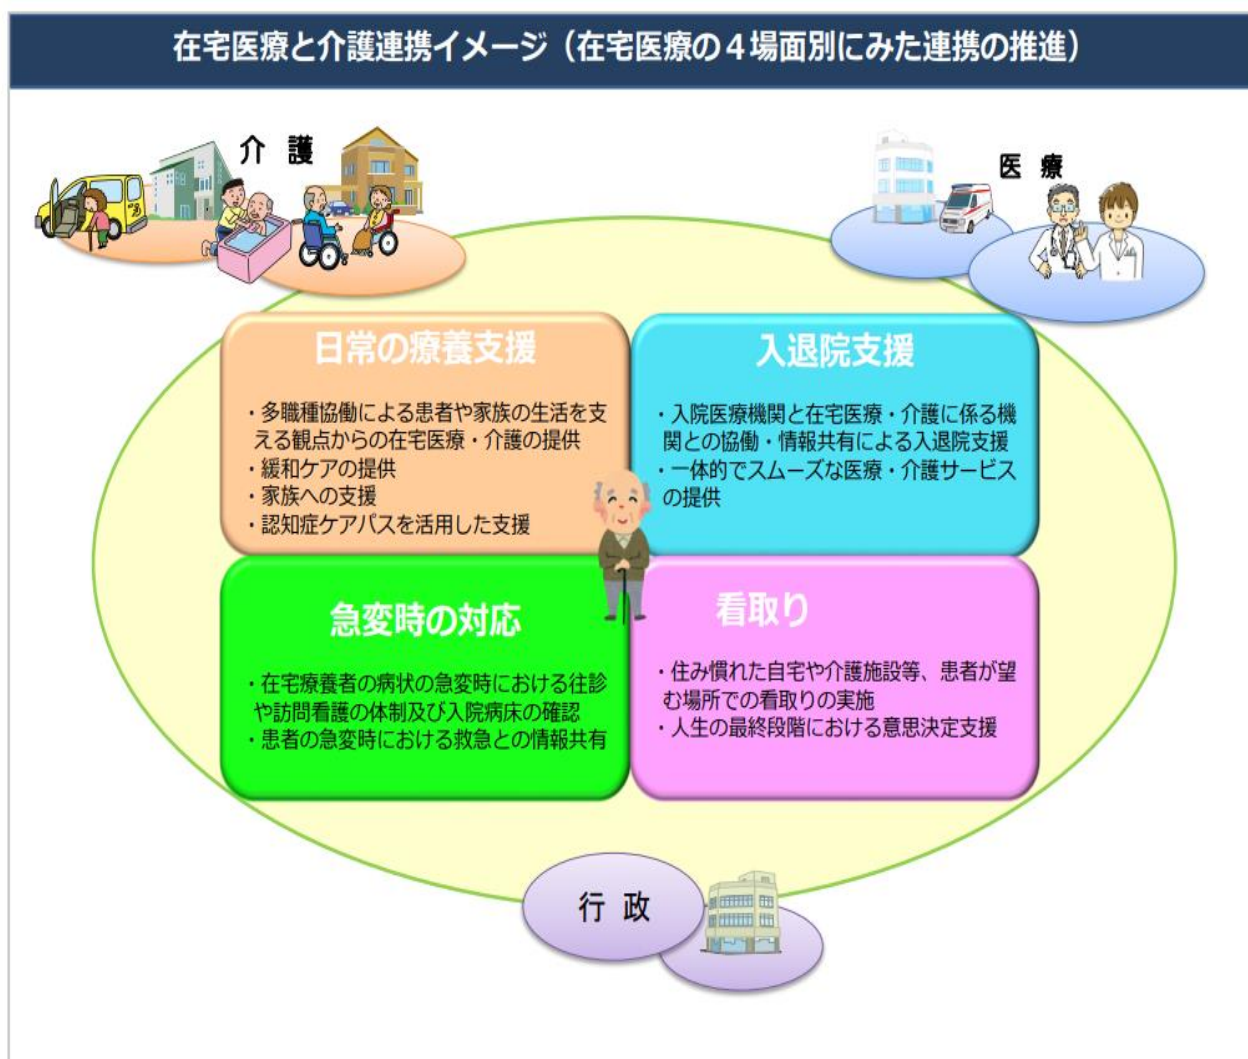 在宅医療と介護連携イメージ（在宅医療の４場面別にみた連携の推進）
介 護
医 療
日常の療養支援
・多職種協働による患者や家族の生活を支
える観点からの在宅医療・介護の提供
・緩和ケアの提供
・家族への支援
・認知症ケアパスを活用した支援
入退院支援
・入院医療機関と在宅医療・介護に係る機
関との協働・情報共有による入退院支援
・一体的でスムーズな医療・介護サービス
の提供
急変時の対応
・在宅療養者の病状の急変時における往診
や訪問看護の体制及び入院病床の確認
・患者の急変時における救急との情報共有
看取り
・住み慣れた自宅や介護施設等、患者が望
む場所での看取りの実施
・人生の最終段階における意思決定支援
行 政